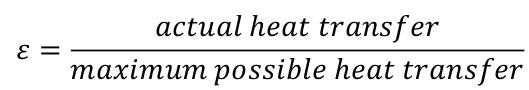 ε = actual heat transfer
maximum possible heat transfer